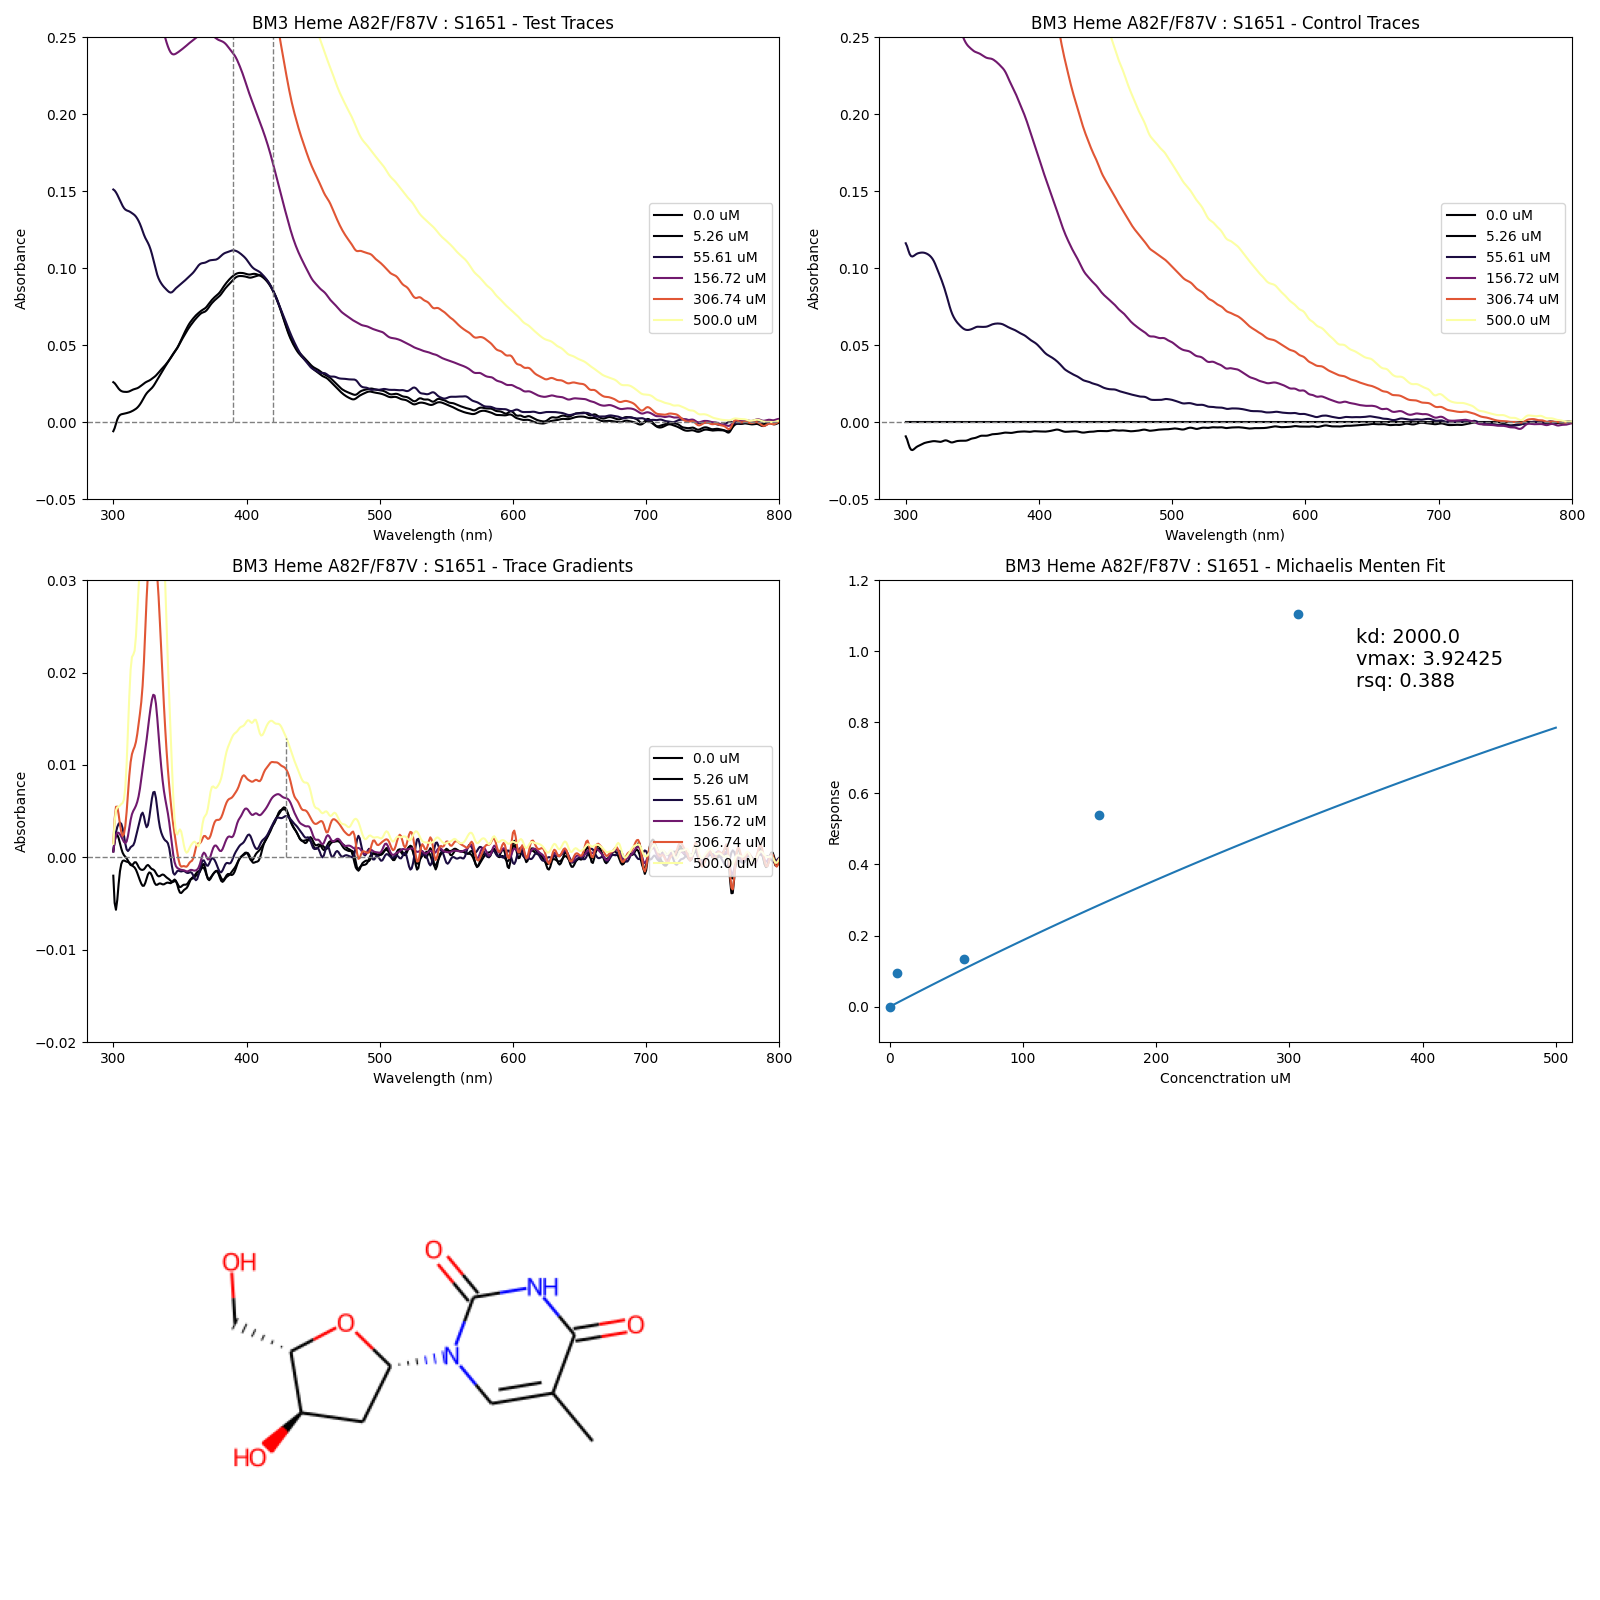 BM3 Heme A82F/F87V : S1651 - Test Traces
0.25
0.20
0.15
0.10
0.05
0.00
−0.05
Absorbance
300 400 500 600 700 800
Wavelength (nm)
0.0 uM
5.26 uM
55.61 uM
156.72 uM
306.74 uM
500.0 uM
BM3 Heme A82F/F87V : S1651 - Control Traces
0.25
0.20
0.15
0.10
0.05
0.00
−0.05
Absorbance
300 400 500 600 700 800
Wavelength (nm)
0.0 uM
5.26 uM
55.61 uM
156.72 uM
306.74 uM
500.0 uM
BM3 Heme A82F/F87V : S1651 - Trace Gradients
0.03
0.02
0.01
0.00
−0.01
−0.02
Absorbance
300 400 500 600 700 800
Wavelength (nm)
0.0 uM
5.26 uM
55.61 uM
156.72 uM
306.74 uM
500.0 uM
BM3 Heme A82F/F87V : S1651 - Michaelis Menten Fit
1.2
1.0
0.8
0.6
0.4
0.2
0.0
Response
0 100 200 300 400 500
Concenctration uM
kd: 2000.0
vmax: 3.92425
rsq: 0.388
OH
O
NH
O
O
N
HO